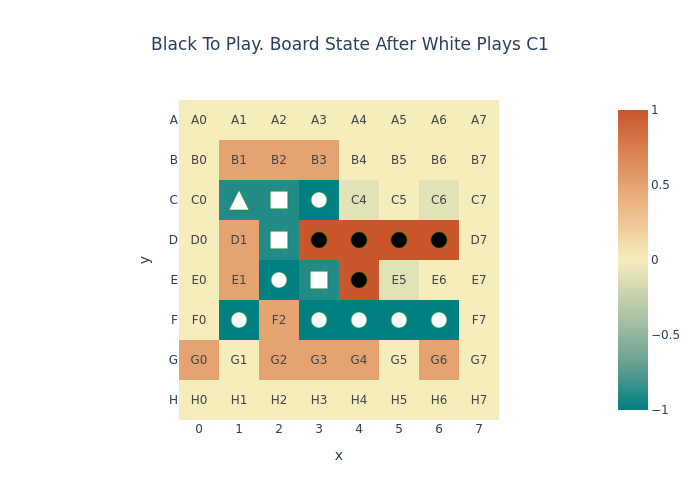 Black To Play. Board State After White Plays C1
A A0 A1 A2 A3 A4 A5 A6 A7
B B0 B1 B2 B3 B4 B5 B6 B7
C C0 C4 C5 C6 C7
D D0 D1 D7
E E0 E1 E5 E6 E7
F F0 F2 F7
G G0 G1 G2 G3 G4 G5 G6 G7
H H0 H1 H2 H3 H4 H5 H6 H7
0 1 2 3 4 5 6 7
x
y
1
0.5
0
−0.5
−1